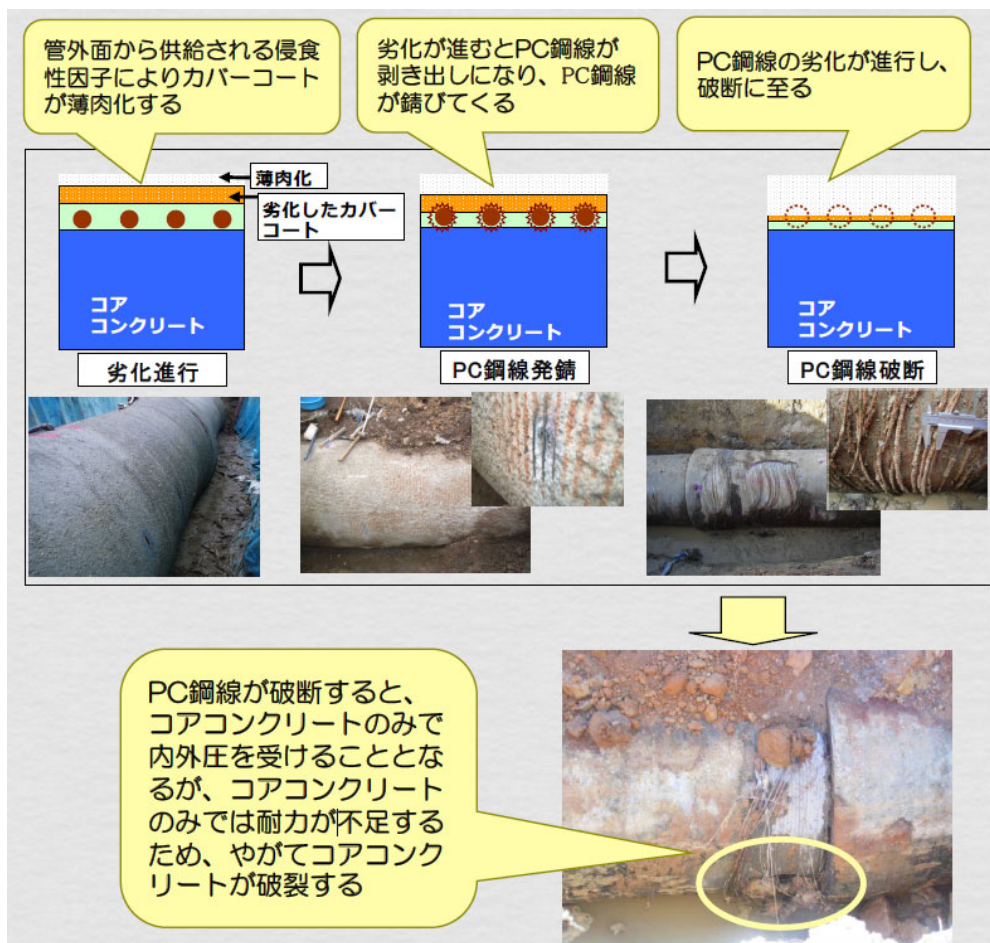 管外面から供給される侵食
性因子によりカバーコート
が薄肉化する
劣化が進むとPC鋼線が
剥き出しになり、PC鋼線
が錆びてくる
PC鋼線の劣化が進行し、
破断に至る
薄肉化
劣化したカバー
コート
コア
コンクリート
コア
コンクリート
コア
コンクリート
劣化進行
PC鋼線発錆
PC鋼線破断
PC鋼線が破断すると、
コアコンクリートのみで
内外圧を受けることとな
るが、コアコンクリート
のみでは耐力が不足する
ため、やがてコアコンク
リートが破裂する